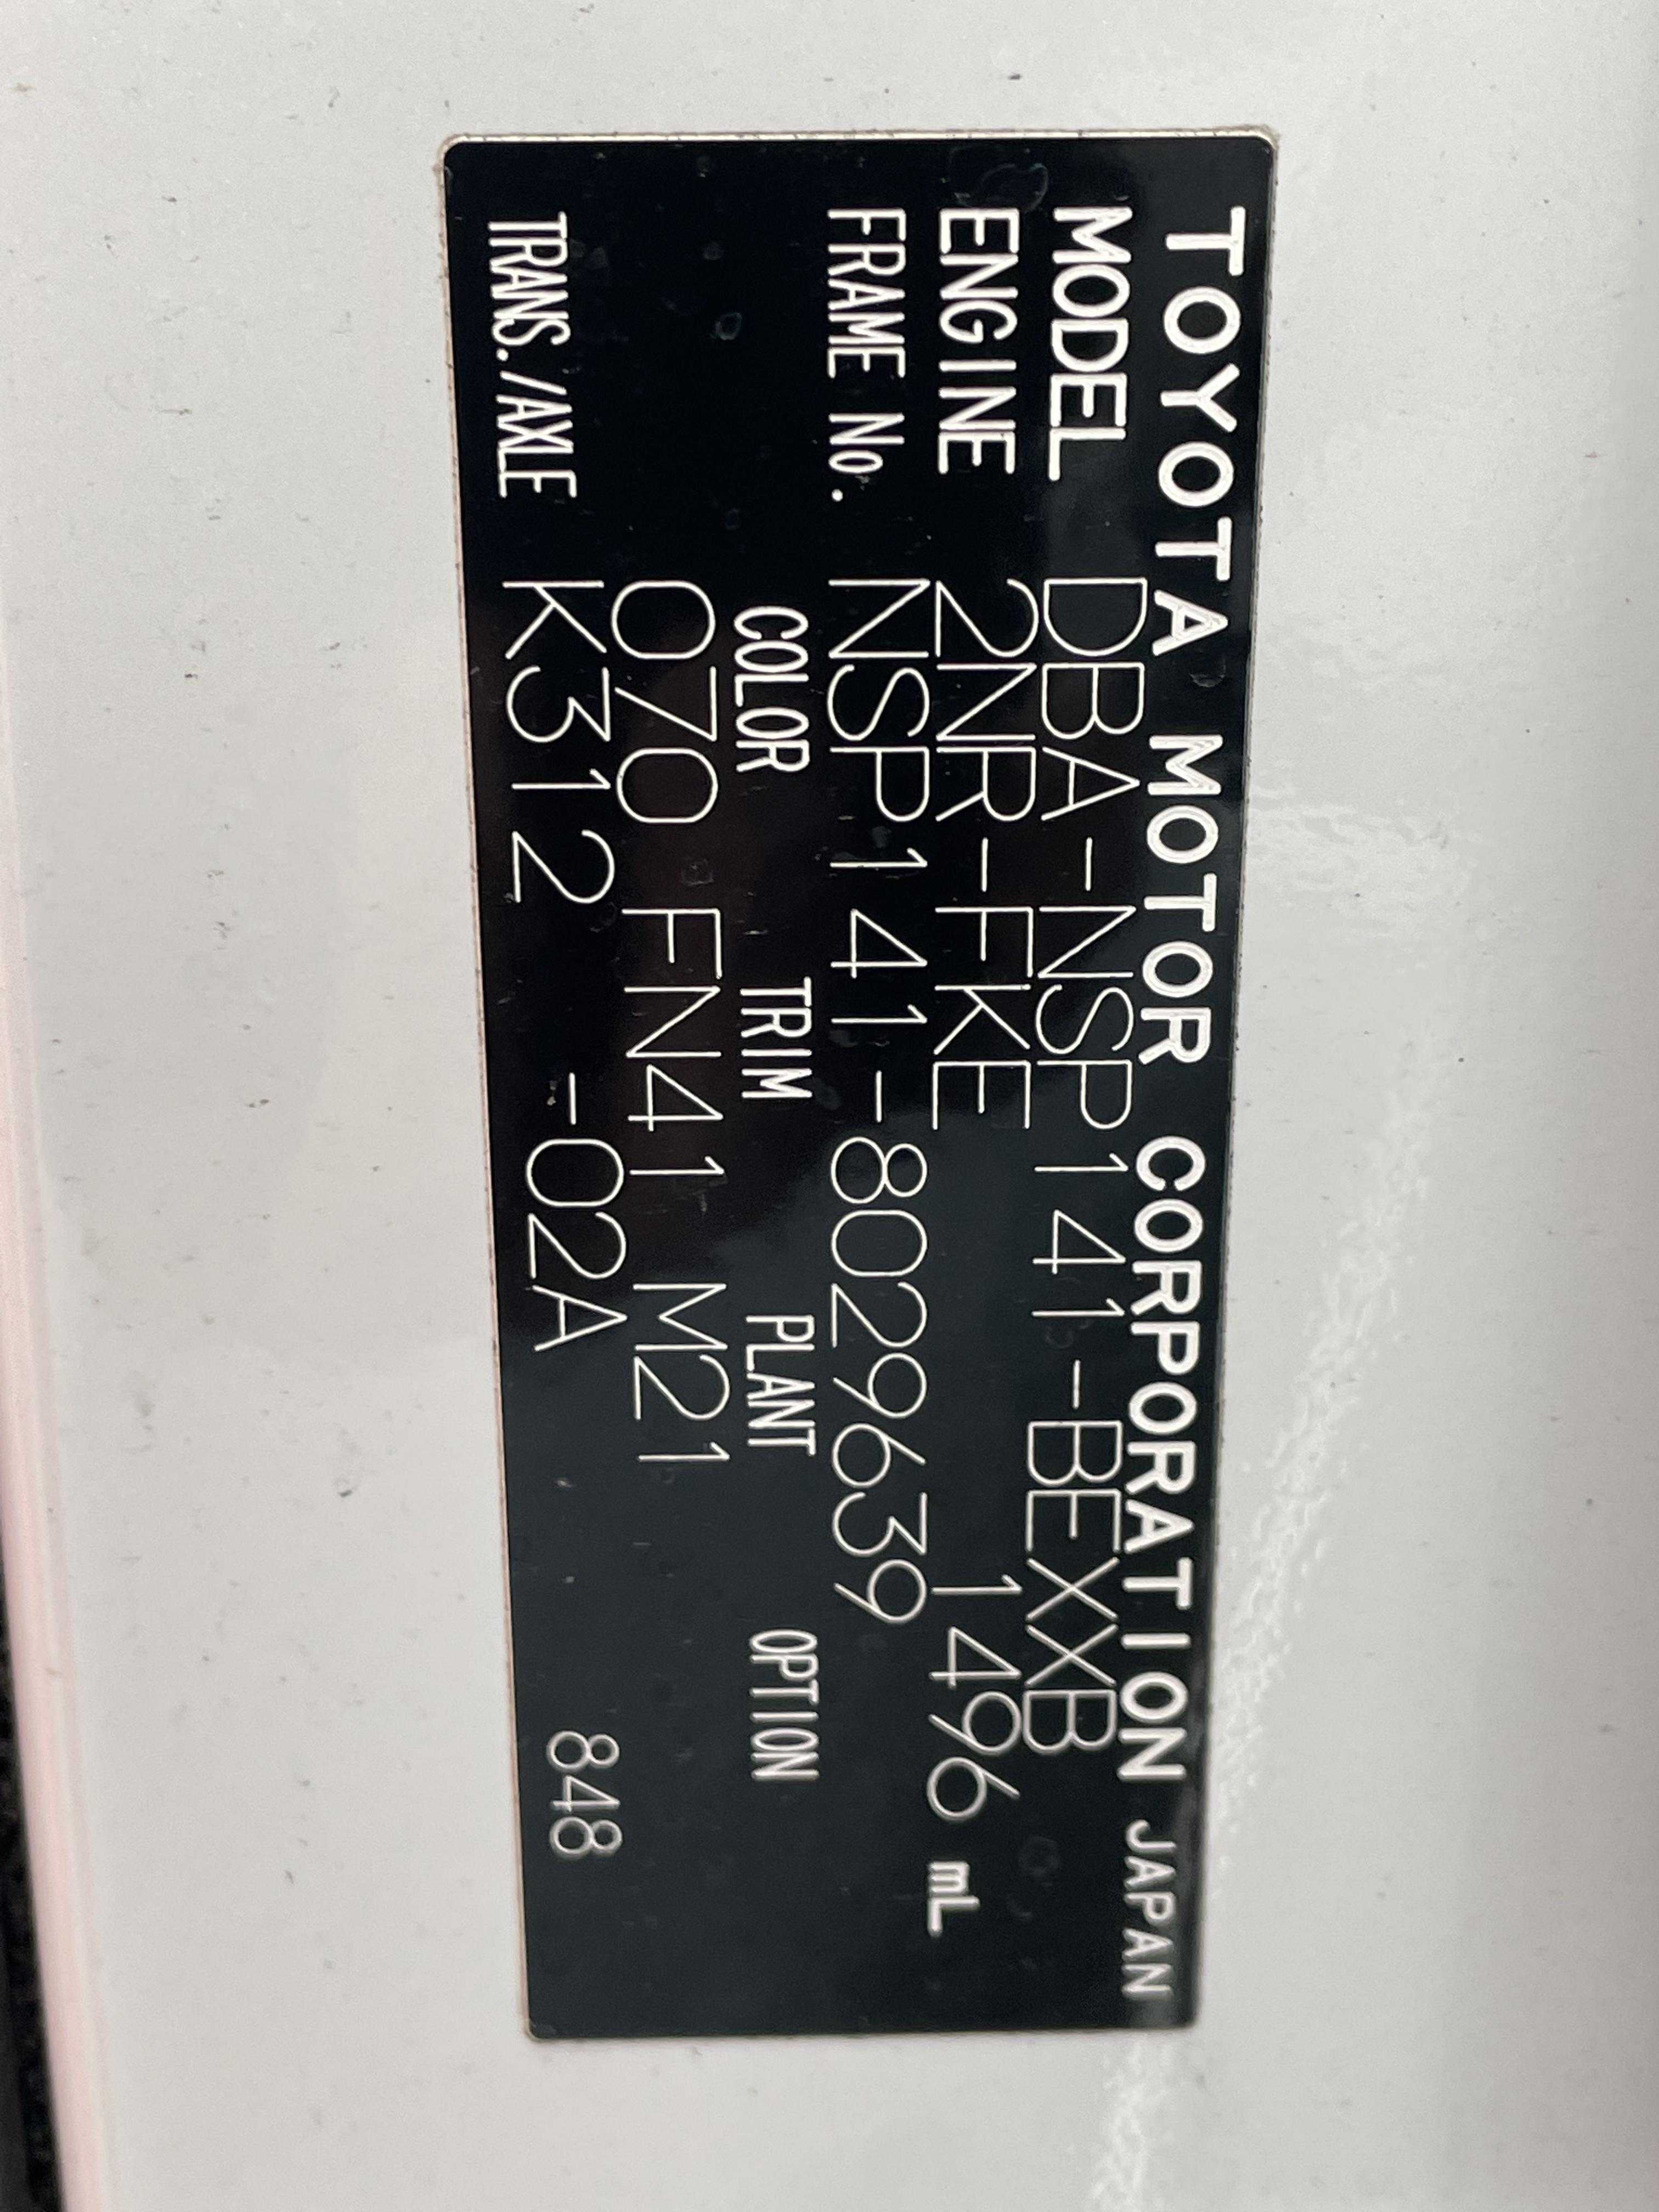 TOYOTA MOTOR CORPORATION JAPAN
MODEL DBA-NSP141-BEXXB
ENGINE 2NR-FKE 1496 mL
FRAME No. NSP141-8029639
COLOR TRIM PLANT OPTION
070 FN41 M21
TRANS./AXLE K312 -02A 848